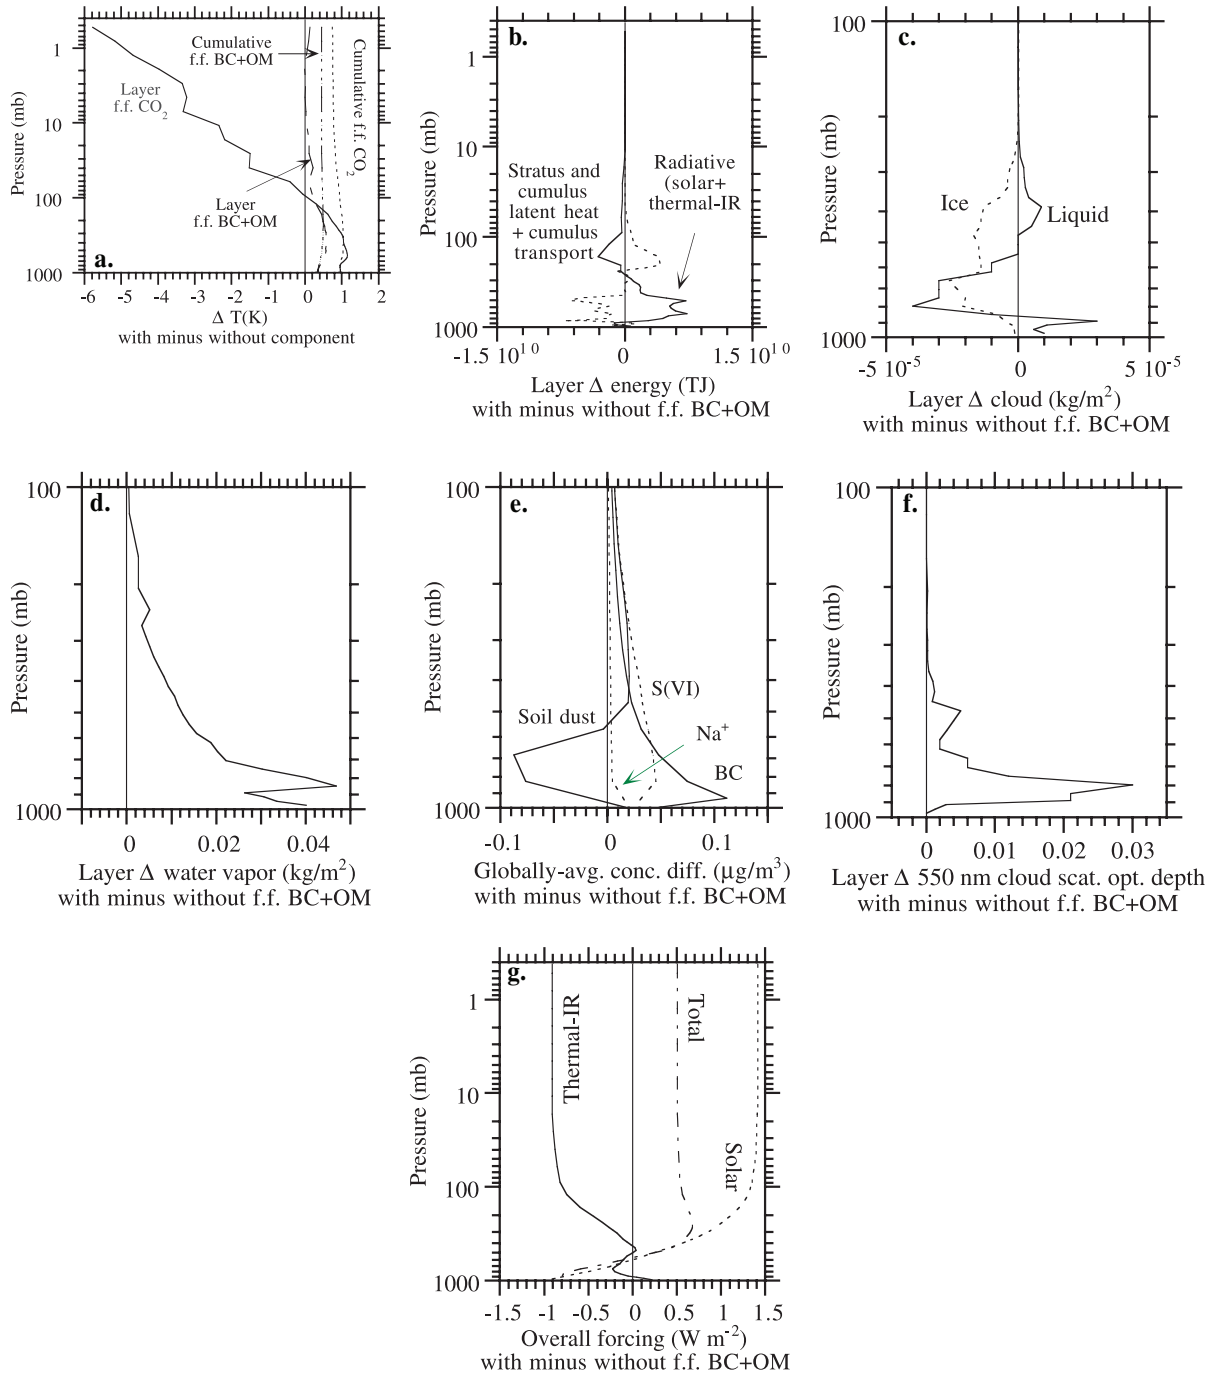 a.
Pressure (mb)
1
10
100
1000
Cumulative
f.f. BC+OM
Layer
f.f. CO2
Cumulative f.f. CO2
Layer
f.f. BC+OM
-6 -5 -4 -3 -2 -1 0 1 2
Δ T(K)
with minus without component
b.
Pressure (mb)
1
10
100
1000
Stratus and
cumulus
latent heat
+ cumulus
transport
Radiative
(solar+
thermal-IR
-1.5 10^10 0 1.5 10^10
Layer Δ energy (TJ)
with minus without f.f. BC+OM
c.
Pressure (mb)
100
1000
Ice
Liquid
-5 10^-5 0 5 10^-5
Layer Δ cloud (kg/m²)
with minus without f.f. BC+OM
d.
Pressure (mb)
100
1000
0 0.02 0.04
Layer Δ water vapor (kg/m²)
with minus without f.f. BC+OM
e.
Pressure (mb)
100
1000
S(VI)
Soil dust
Na+
BC
-0.1 0 0.1
Globally-avg. conc. diff. (μg/m³)
with minus without f.f. BC+OM
f.
Pressure (mb)
100
1000
0 0.01 0.02 0.03
Layer Δ 550 nm cloud scat. opt. depth
with minus without f.f. BC+OM
g.
Pressure (mb)
1
10
100
1000
Thermal-IR
Total
Solar
-1.5 -1 -0.5 0 0.5 1 1.5
Overall forcing (W m-2)
with minus without f.f. BC+OM